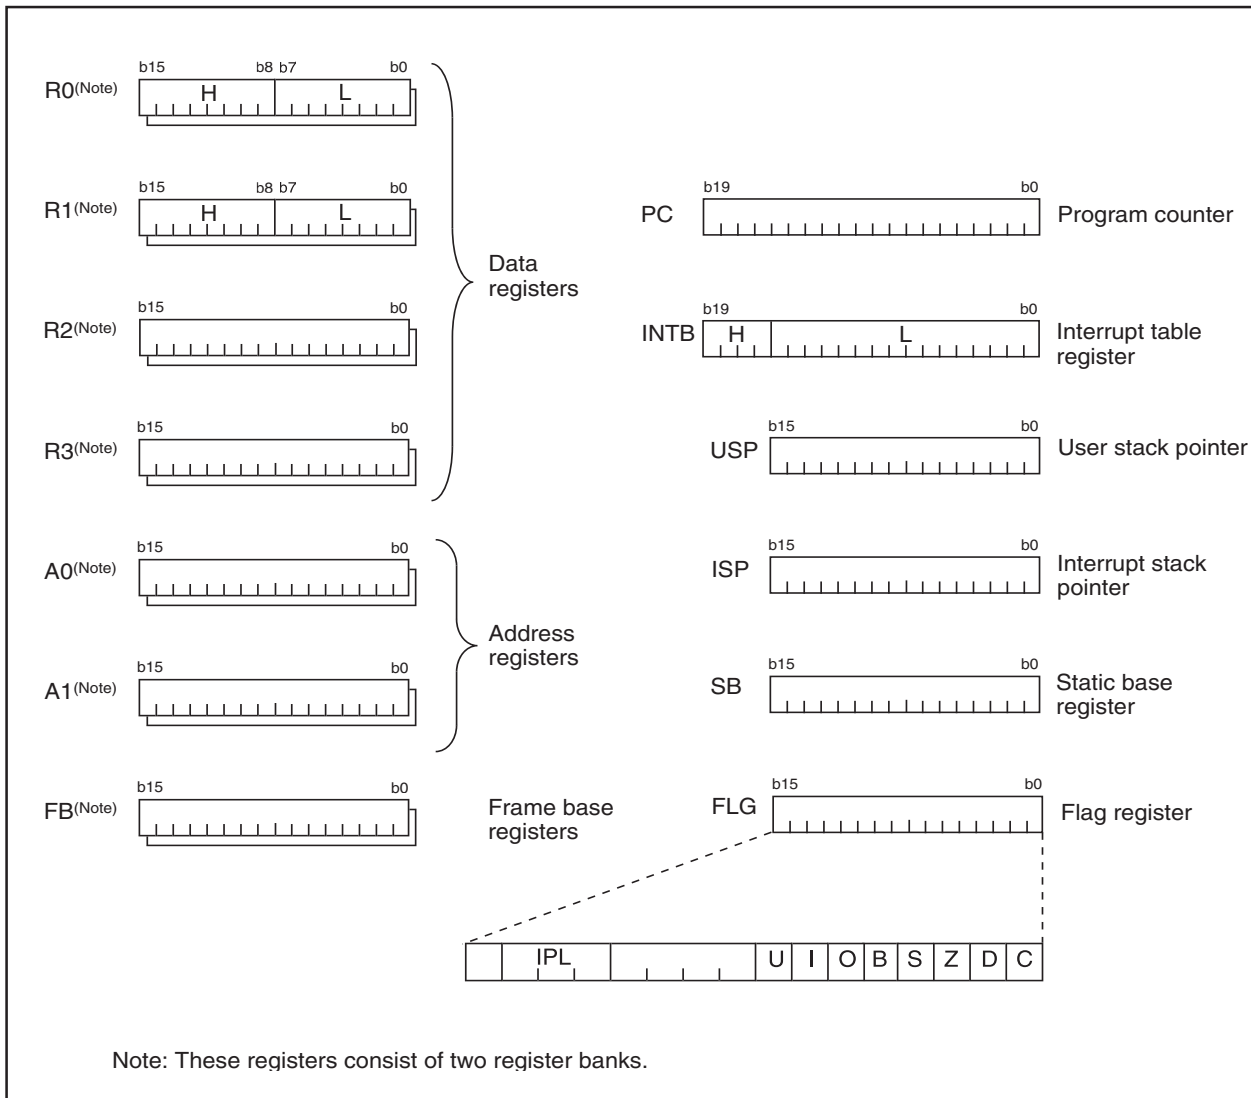 b15 b8 b7 b0
R0(Note) H L
b15 b8 b7 b0
R1(Note) H L
b15 b0
R2(Note)
b15 b0
R3(Note)
Data
registers
b15 b0
A0(Note)
b15 b0
A1(Note)
Address
registers
b15 b0
FB(Note)
Frame base
registers
b19 b0
PC Program counter
b19 b0
INTB H L Interrupt table
register
b15 b0
USP User stack pointer
b15 b0
ISP Interrupt stack
pointer
b15 b0
SB Static base
register
b15 b0
FLG Flag register
IPL U I O B S Z D C
Note: These registers consist of two register banks.